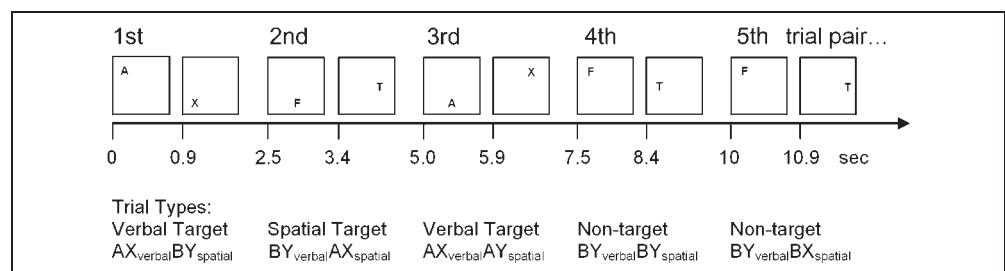 1st 2nd 3rd 4th 5th trial pair...
A X F T A X F T F T
0 0.9 2.5 3.4 5.0 5.9 7.5 8.4 10 10.9 sec
Trial Types:
Verbal Target Spatial Target Verbal Target Non-target Non-target
AXverbalBYspatial BYverbalAXspatial AXverbalAYspatial BYverbalBYspatial BYverbalBXspatial